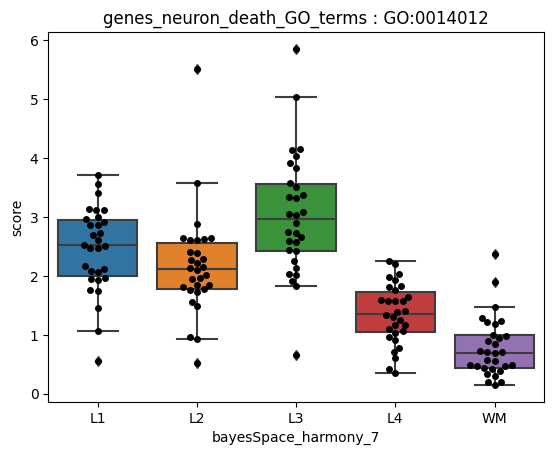 genes_neuron_death_GO_terms : GO:0014012
6
5
4
3
2
1
0
score
L1 L2 L3 L4 WM
bayesSpace_harmony_7